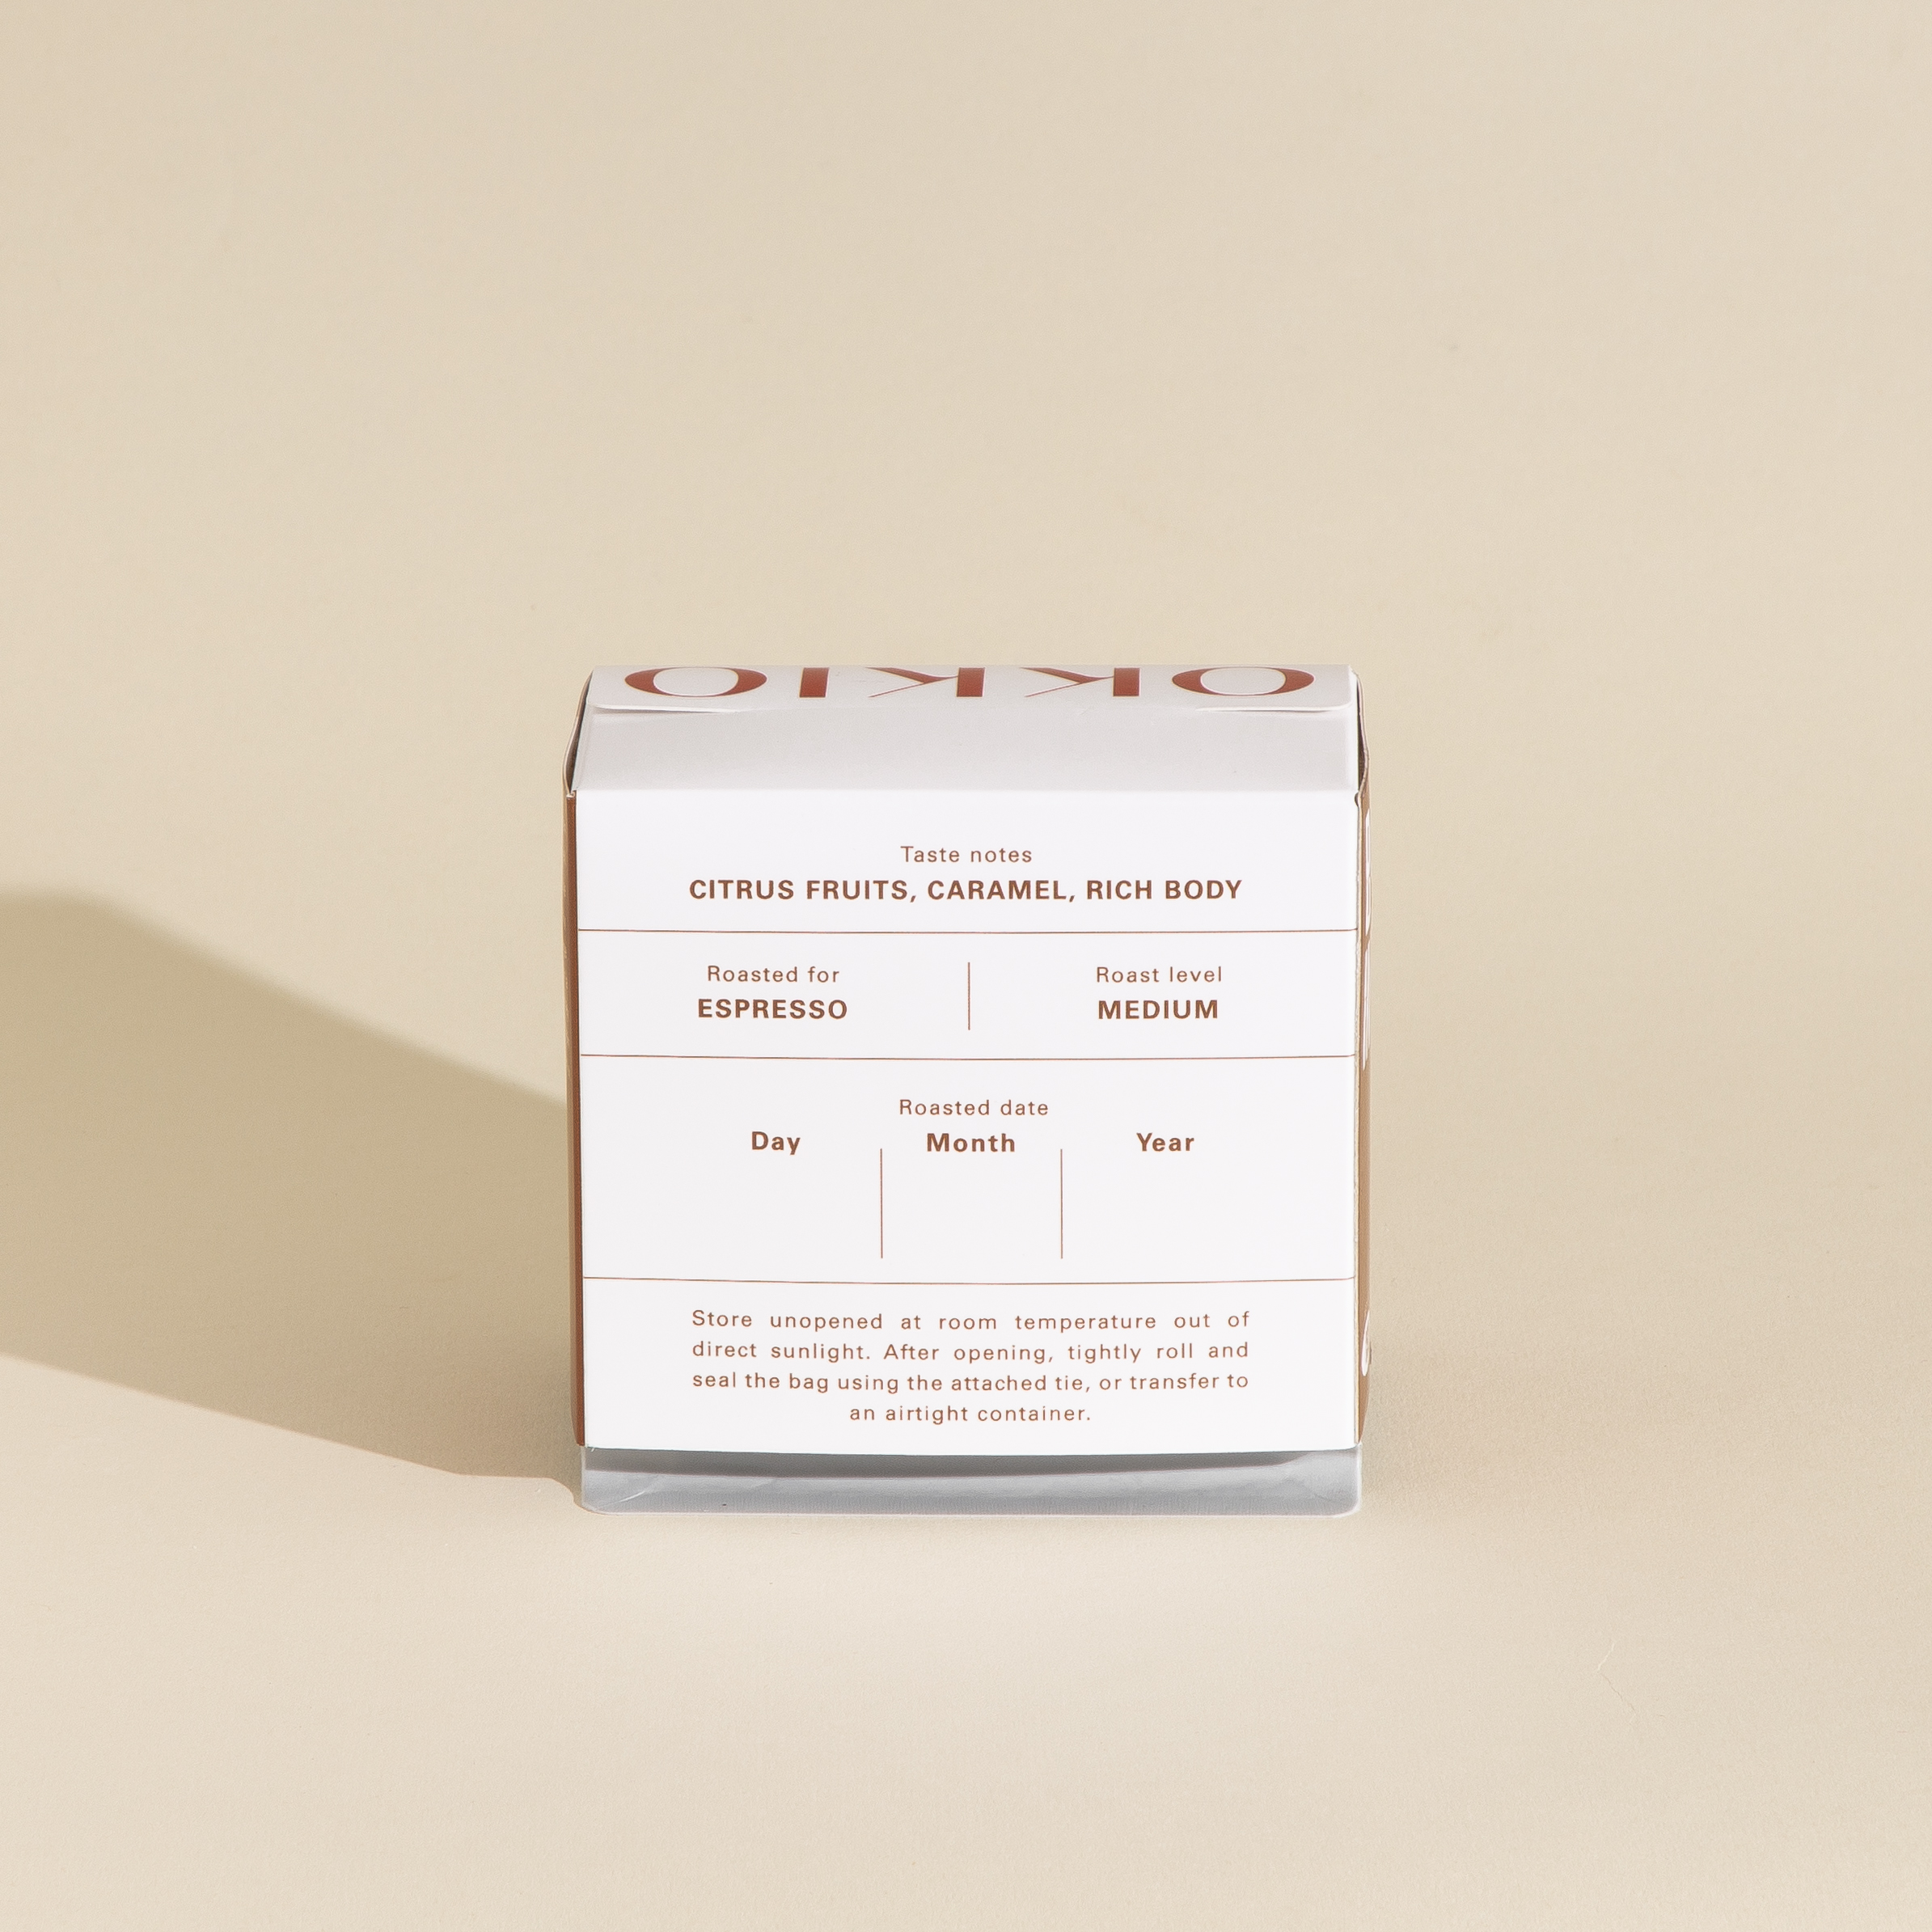 OKKIO
Taste notes
CITRUS FRUITS, CARAMEL, RICH BODY
Roasted for
ESPRESSO
Roast level
MEDIUM
Roasted date
Day Month Year
Store unopened at room temperature out of
direct sunlight. After opening, tightly roll and
seal the bag using the attached tie, or transfer to
an airtight container.